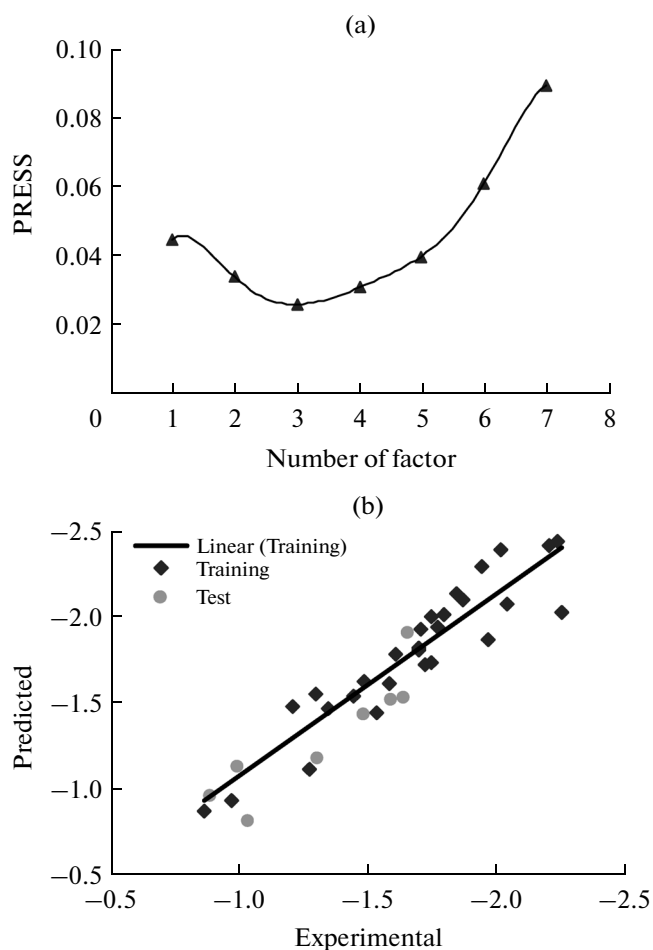 (a)
0.10
0.08
0.06
0.04
0.02
PRESS
0 1 2 3 4 5 6 7 8
Number of factor
(b)
−2.5
Linear (Training)
Training
−2.0
Test
−1.5
−1.0
−0.5
Predicted
−0.5 −1.0 −1.5 −2.0 −2.5
Experimental